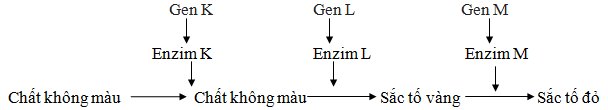 Gen K Gen L Gen M
Enzim K Enzim L Enzim M
Chất không màu Chất không màu Sắc tố vàng Sắc tố đỏ